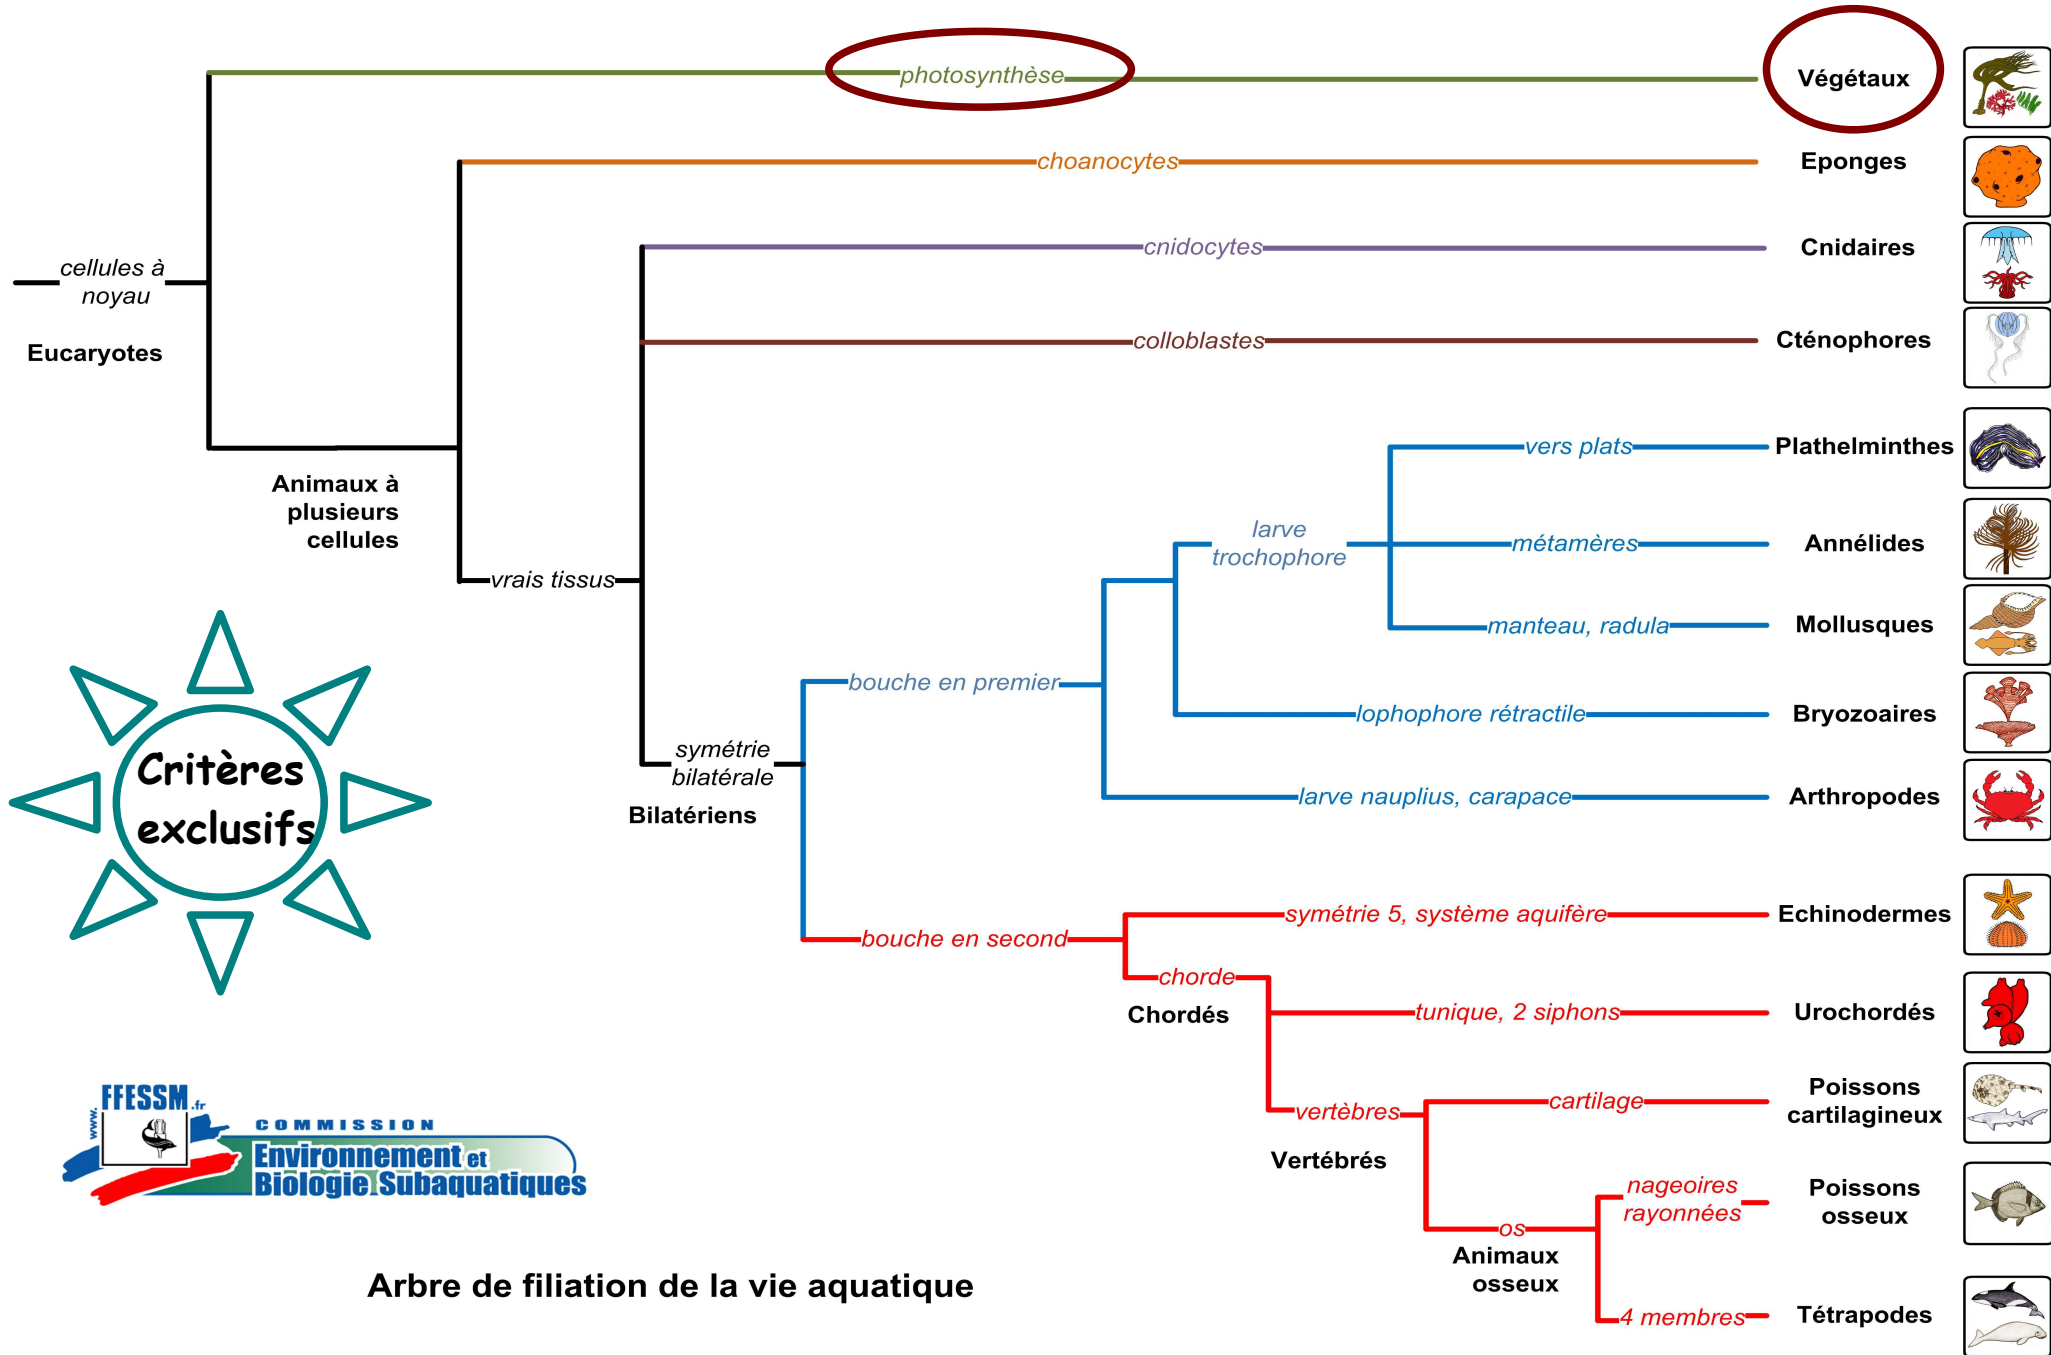 photosynthèse
Végétaux
choanocytes
Eponges
cnidocytes
Cnidaires
cellules à
noyau
Eucaryotes
colloblastes
Cténophores
vers plats
Plathelminthes
Animaux à
plusieurs
cellules
larve
trochophore
métamères
Annélides
vrais tissus
manteau, radula
Mollusques
bouche en premier
lophophore rétractile
Bryozoaires
symétrie
bilatérale
Bilatériens
larve nauplius, carapace
Arthropodes
Critères
exclusifs
symétrie 5, système aquifère
Echinodermes
bouche en second
chorde
Chordés
tunique, 2 siphons
Urochordés
vertèbres
Vertébrés
cartilage
Poissons
cartilagineux
nageoires
rayonnées
Poissons
osseux
os
Animaux
osseux
4 membres
Tétrapodes
www.
FFESSM.fr
COMMISSION
Environnement et
Biologie Subaquatiques
Arbre de filiation de la vie aquatique